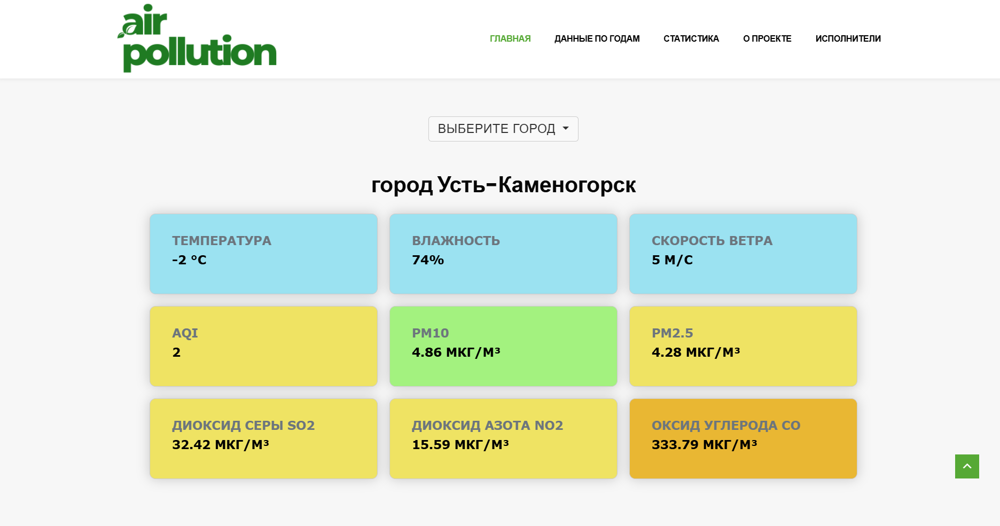 air
pollution
ГЛАВНАЯ ДАННЫЕ ПО ГОДАМ СТАТИСТИКА О ПРОЕКТЕ ИСПОЛНИТЕЛИ
ВЫБЕРИТЕ ГОРОД
город Усть-Каменогорск
ТЕМПЕРАТУРА
-2 °C
ВЛАЖНОСТЬ
74%
СКОРОСТЬ ВЕТРА
5 М/С
AQI
2
PM10
4.86 МКГ/М³
PM2.5
4.28 МКГ/М³
ДИОКСИД СЕРЫ SO2
32.42 МКГ/М³
ДИОКСИД АЗОТА NO2
15.59 МКГ/М³
ОКСИД УГЛЕРОДА CO
333.79 МКГ/М³